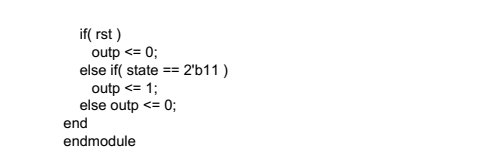 if( rst )
outp <= 0;
else if( state == 2'b11 )
outp <= 1;
else outp <= 0;
end
endmodule